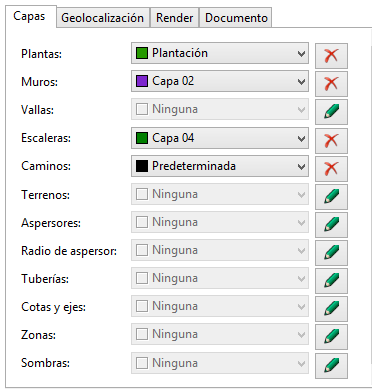 Capas Geolocalización Render Documento
Plantas: Plantación
Muros: Capa 02
Vallas: Ninguna
Escaleras: Capa 04
Caminos: Predeterminada
Terrenos: Ninguna
Aspersores: Ninguna
Radio de aspersor: Ninguna
Tuberías: Ninguna
Cotas y ejes: Ninguna
Zonas: Ninguna
Sombras: Ninguna